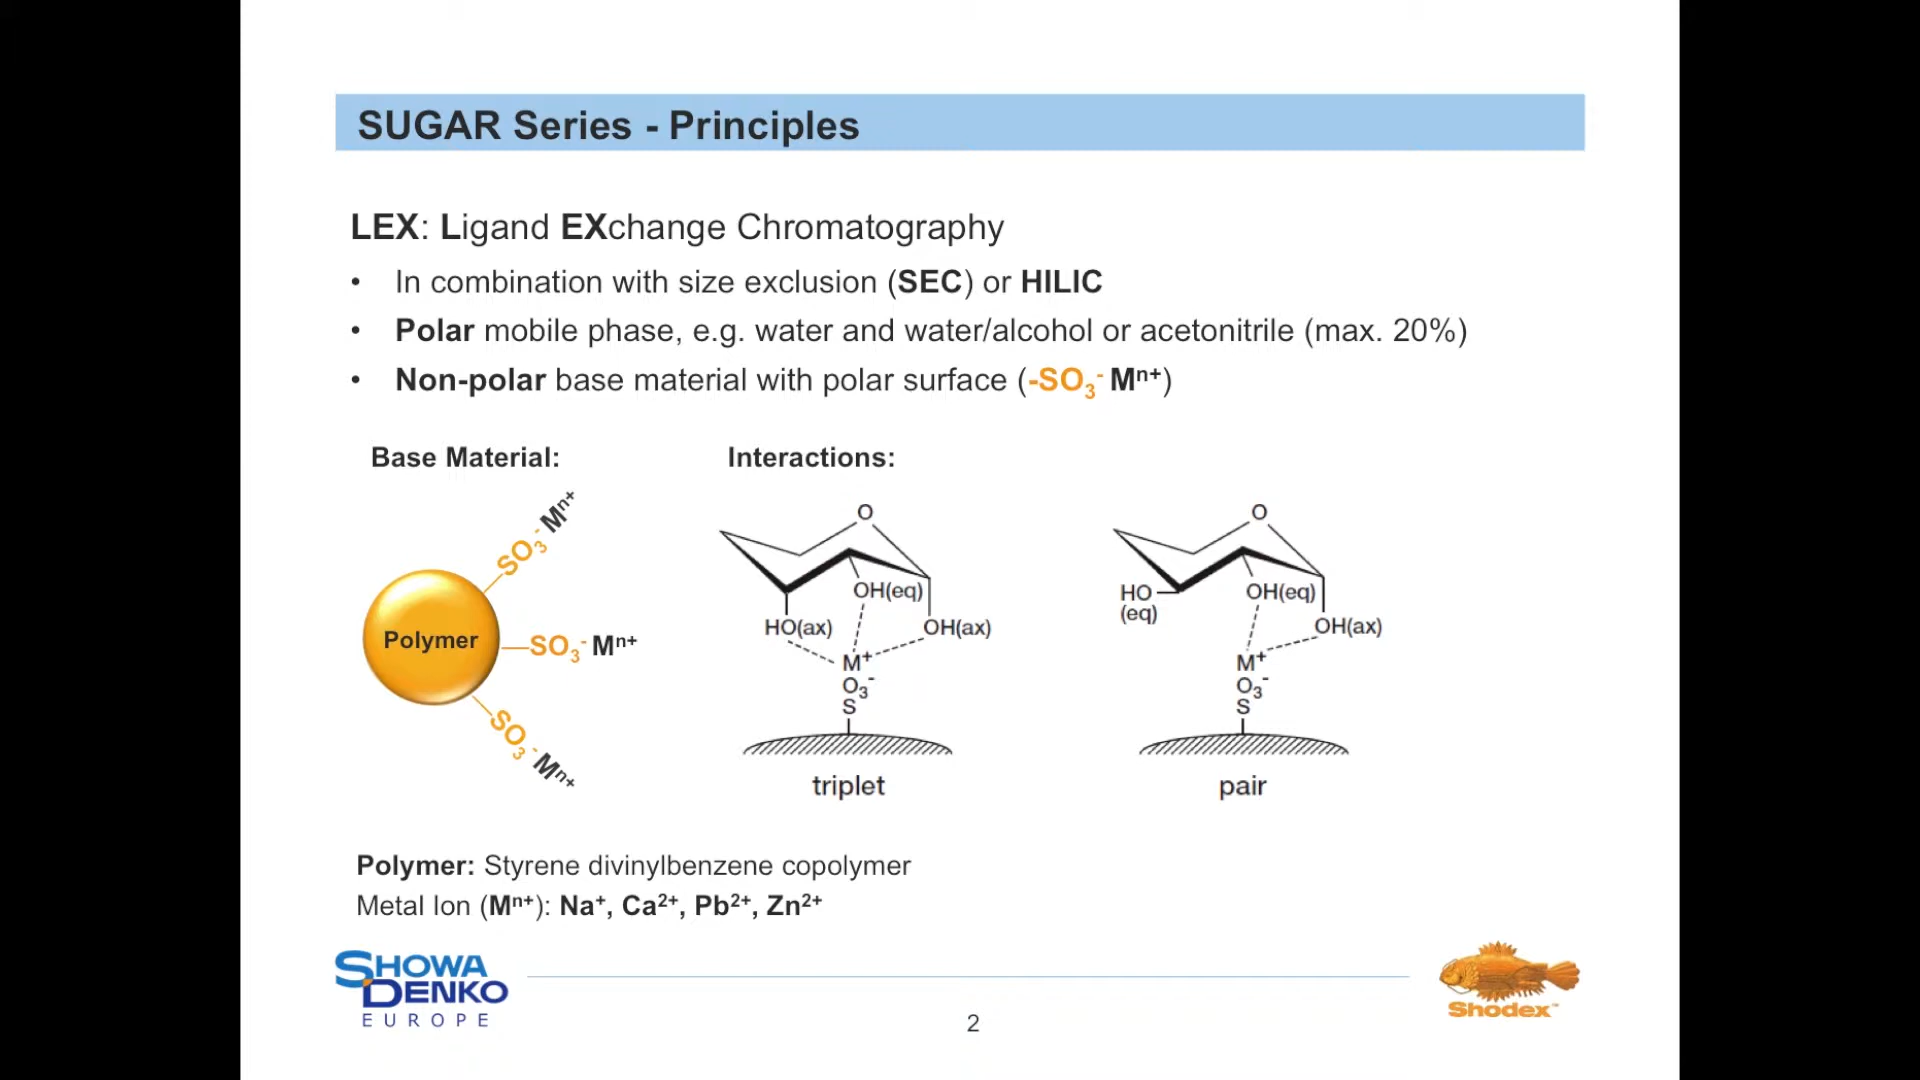 SUGAR Series - Principles
LEX: Ligand EXchange Chromatography
• In combination with size exclusion (SEC) or HILIC
• Polar mobile phase, e.g. water and water/alcohol or acetonitrile (max. 20%)
• Non-polar base material with polar surface (-SO₃⁻ Mⁿ⁺)
Base Material:
Interactions:
Polymer
SO₃⁻ Mⁿ⁺
SO₃⁻ Mⁿ⁺
SO₃⁻ Mⁿ⁺
O
OH(eq)
HO(ax)
OH(ax)
M⁺
O₃⁻
S
triplet
O
HO
(eq)
OH(eq)
OH(ax)
M⁺
O₃⁻
S
pair
Polymer: Styrene divinylbenzene copolymer
Metal Ion (Mⁿ⁺): Na⁺, Ca²⁺, Pb²⁺, Zn²⁺
SHOWA
DENKO
EUROPE
2
Shodex™